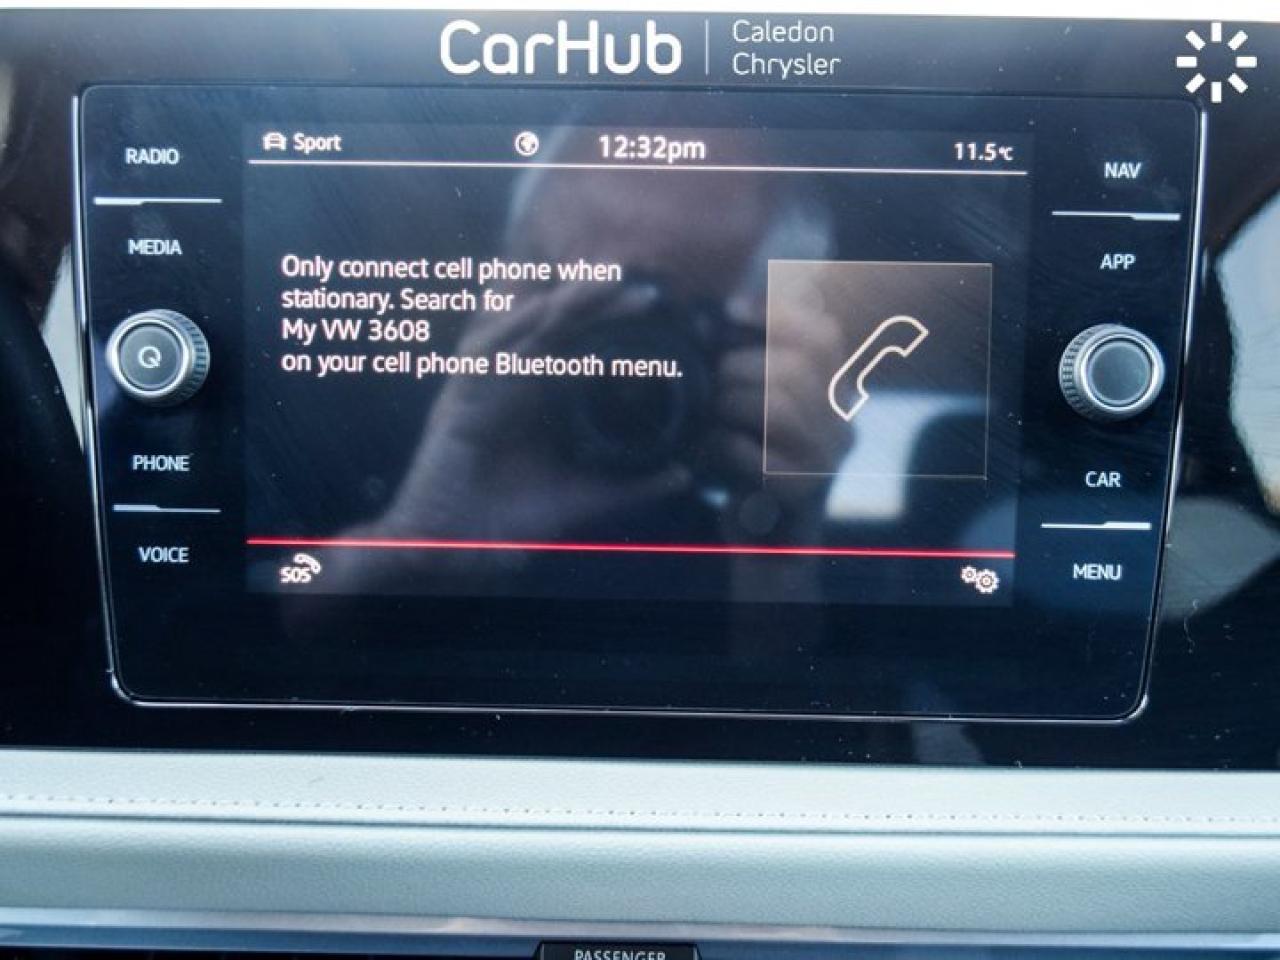 CarHub
Caledon
Chrysler
Sport
12:32pm
11.5°C
RADIO
MEDIA
PHONE
VOICE
Only connect cell phone when
stationary. Search for
My VW 3608
on your cell phone Bluetooth menu.
SOS
NAV
APP
CAR
MENU
PASSENGER